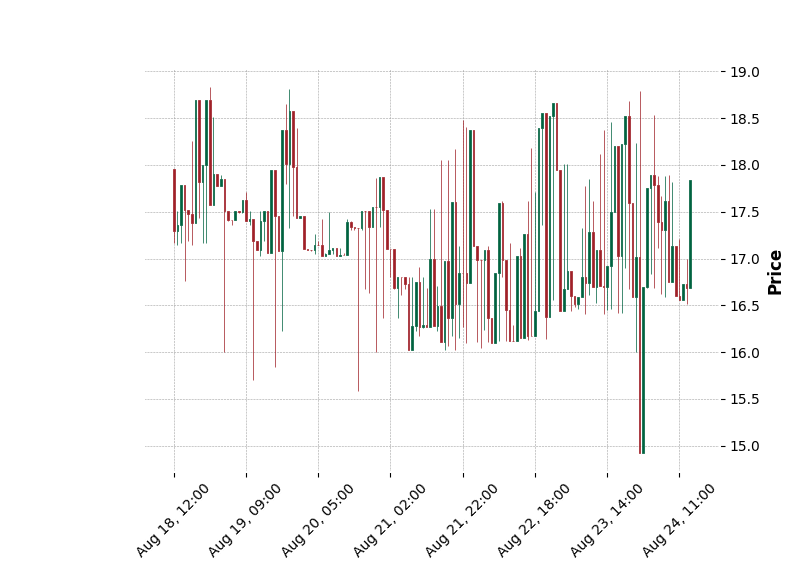 19.0
18.5
18.0
17.5
17.0
16.5
16.0
15.5
15.0
Price
Aug 18, 12:00
Aug 19, 09:00
Aug 20, 05:00
Aug 21, 02:00
Aug 21, 22:00
Aug 22, 18:00
Aug 23, 14:00
Aug 24, 11:00